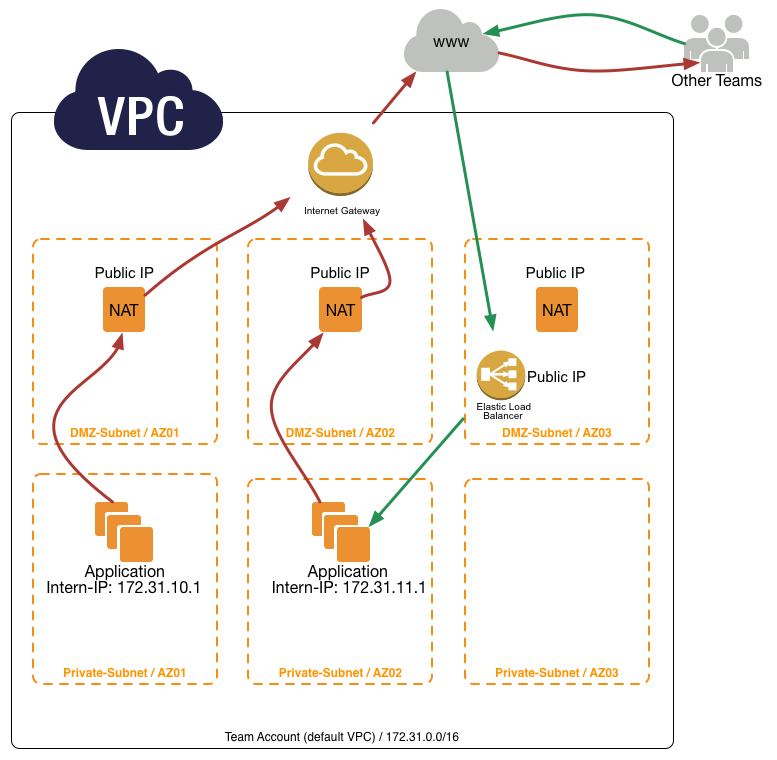 www
Other Teams
VPC
Internet Gateway
Public IP
NAT
Public IP
NAT
Public IP
NAT
Public IP
Elastic Load
Balancer
DMZ-Subnet / AZ01
DMZ-Subnet / AZ02
DMZ-Subnet / AZ03
Application
Intern-IP: 172.31.10.1
Application
Intern-IP: 172.31.11.1
Private-Subnet / AZ01
Private-Subnet / AZ02
Private-Subnet / AZ03
Team Account (default VPC) / 172.31.0.0/16